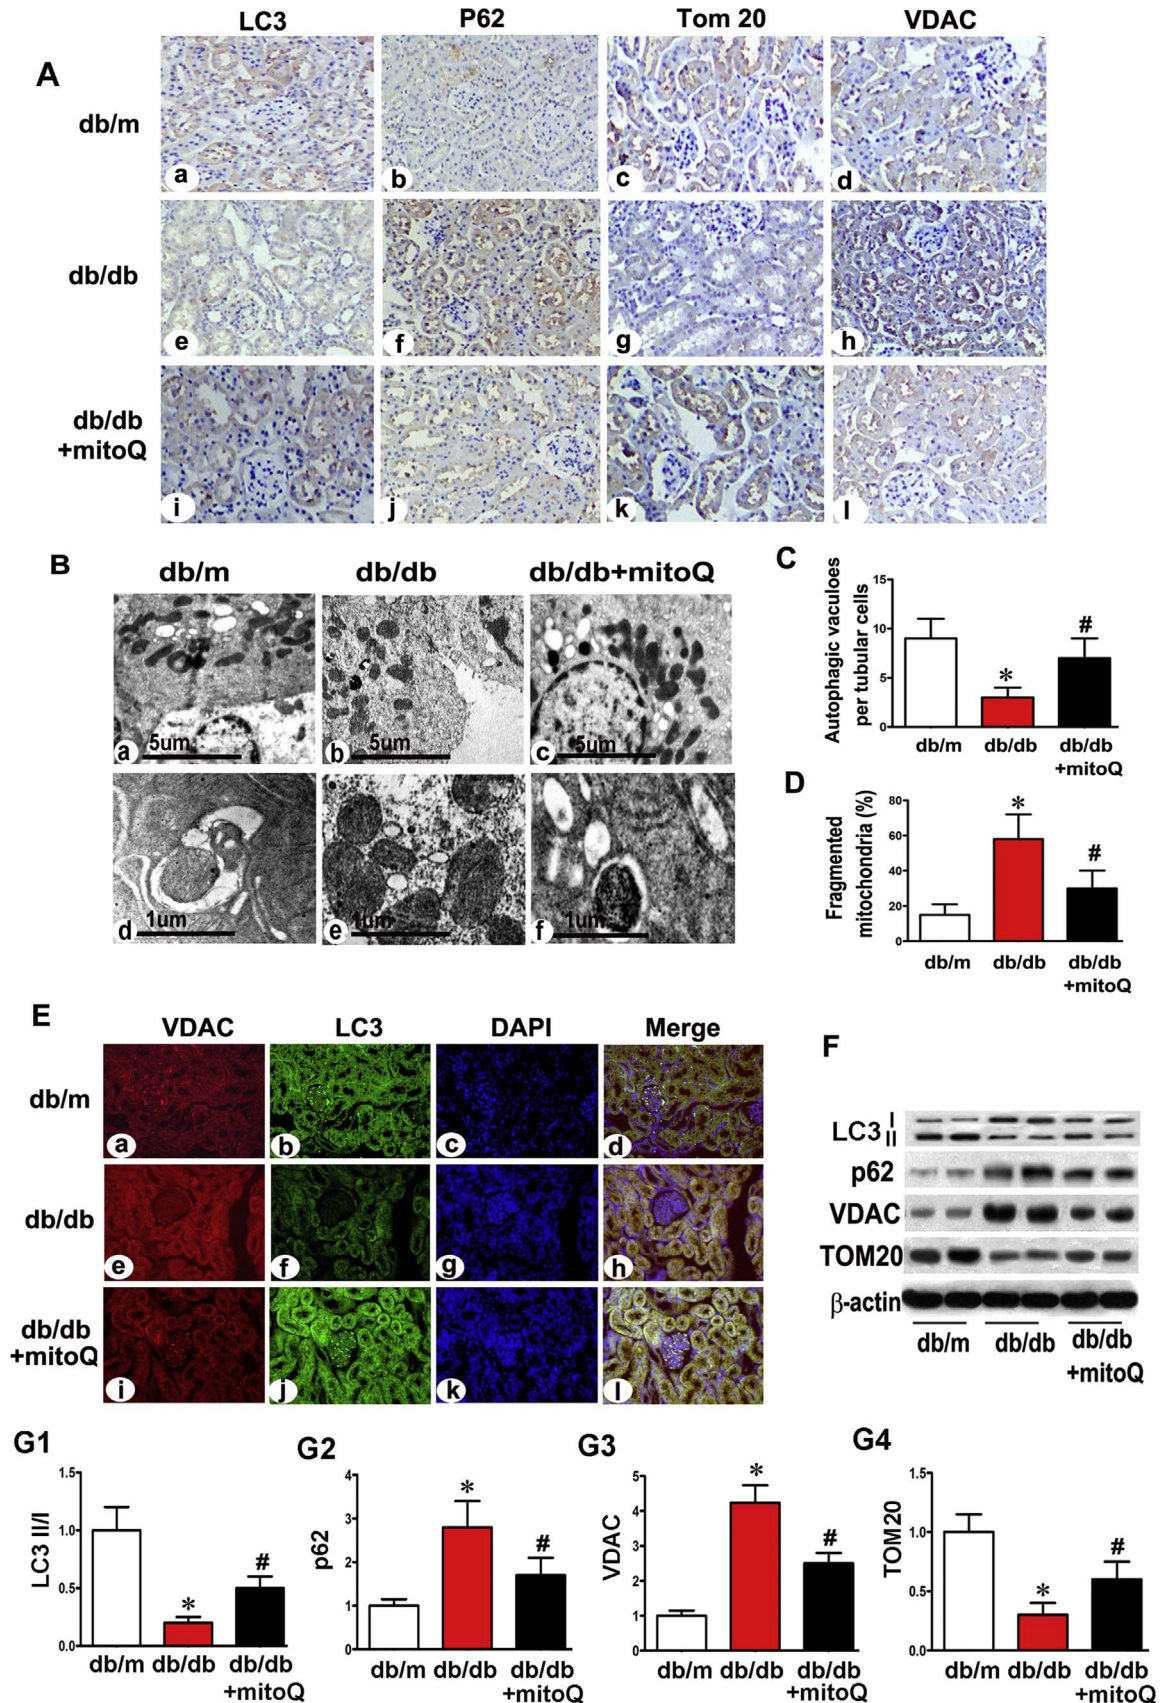 LC3 P62 Tom 20 VDAC
A
db/m
a b c d
db/db
e f g h
db/db
+mitoQ
i j k l
B
db/m db/db db/db+mitoQ
a 5um b 5um c 5um
d 1um e 1um f 1um
C
Autophagic vacuoles
per tubular cells
15
10
5
0
*
#
db/m db/db db/db
+mitoQ
D
Fragmented
mitochondria (%)
80
60
40
20
0
*
#
db/m db/db db/db
+mitoQ
E
VDAC LC3 DAPI Merge
db/m
a b c d
db/db
e f g h
db/db
+mitoQ
i j k l
F
LC3 I
II
p62
VDAC
TOM20
β-actin
db/m db/db db/db
+mitoQ
G1
LC3 II/I
1.5
1.0
0.5
0.0
*
#
db/m db/db db/db
+mitoQ
G2
p62
4
3
2
1
0
*
#
db/m db/db db/db
+mitoQ
G3
VDAC
5
4
3
2
1
0
*
#
db/m db/db db/db
+mitoQ
G4
TOM20
1.5
1.0
0.5
0.0
*
#
db/m db/db db/db
+mitoQ